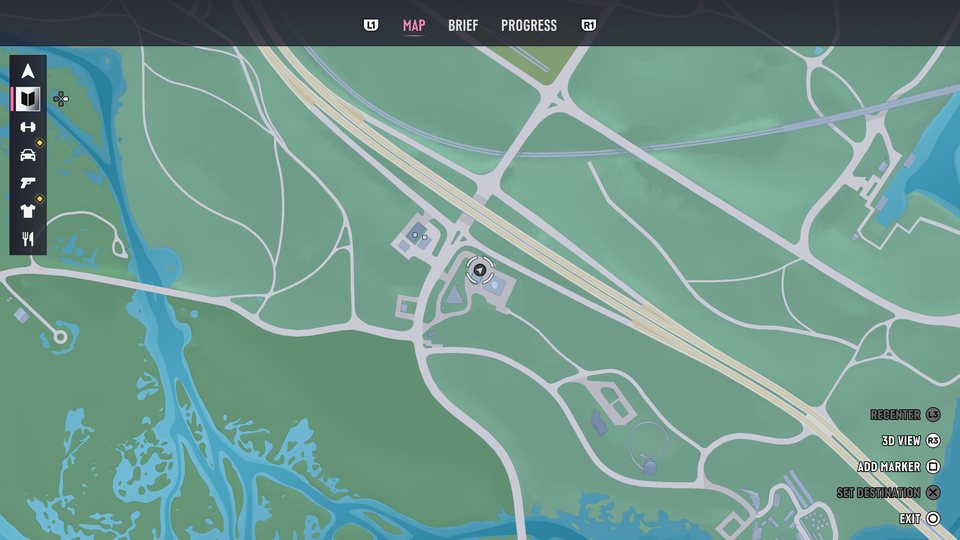 L1 MAP BRIEF PROGRESS R1
RECENTER L3
3D VIEW R3
ADD MARKER
SET DESTINATION
EXIT